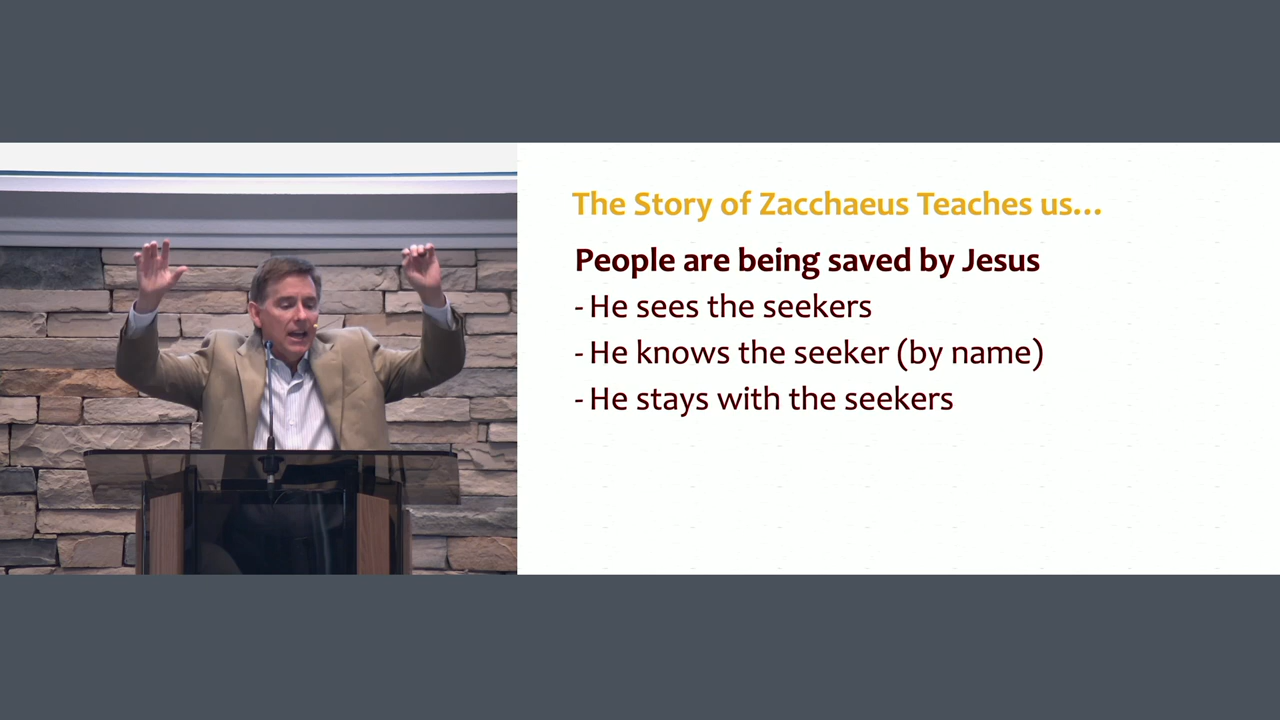 The Story of Zacchaeus Teaches us...
People are being saved by Jesus
- He sees the seekers
- He knows the seeker (by name)
- He stays with the seekers